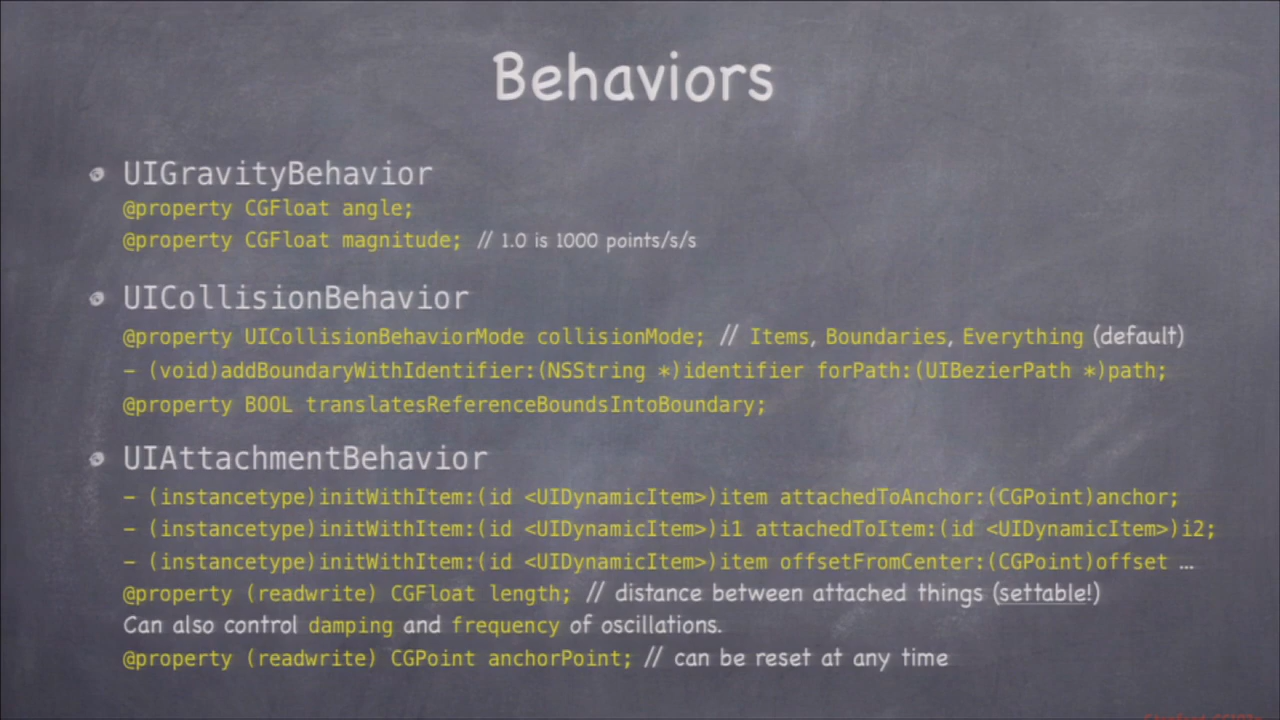 Behaviors
UIGravityBehavior
@property CGFloat angle;
@property CGFloat magnitude; // 1.0 is 1000 points/s/s
UICollisionBehavior
@property UICollisionBehaviorMode collisionMode; // Items, Boundaries, Everything (default)
- (void)addBoundaryWithIdentifier:(NSString *)identifier forPath:(UIBezierPath *)path;
@property BOOL translatesReferenceBoundsIntoBoundary;
UIAttachmentBehavior
- (instancetype)initWithItem:(id <UIDynamicItem>)item attachedToAnchor:(CGPoint)anchor;
- (instancetype)initWithItem:(id <UIDynamicItem>)i1 attachedToItem:(id <UIDynamicItem>)i2;
- (instancetype)initWithItem:(id <UIDynamicItem>)item offsetFromCenter:(CGPoint)offset ...
@property (readwrite) CGFloat length; // distance between attached things (settable!)
Can also control damping and frequency of oscillations.
@property (readwrite) CGPoint anchorPoint; // can be reset at any time